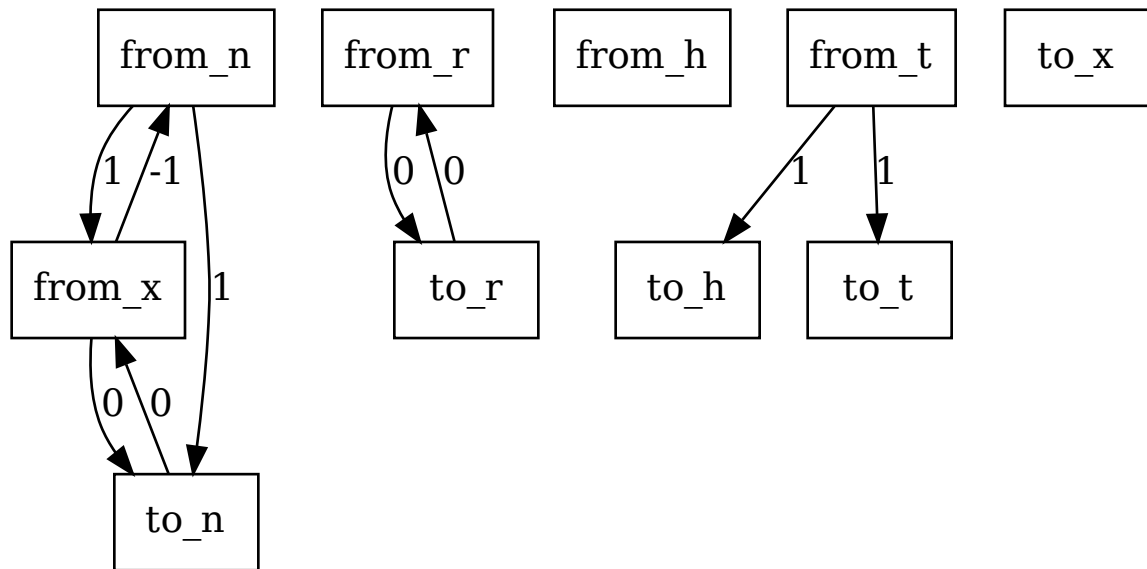 from_n from_r from_h from_t to_x
1 -1 0 0 1 1
from_x 1 to_r to_h to_t
0 0
to_n